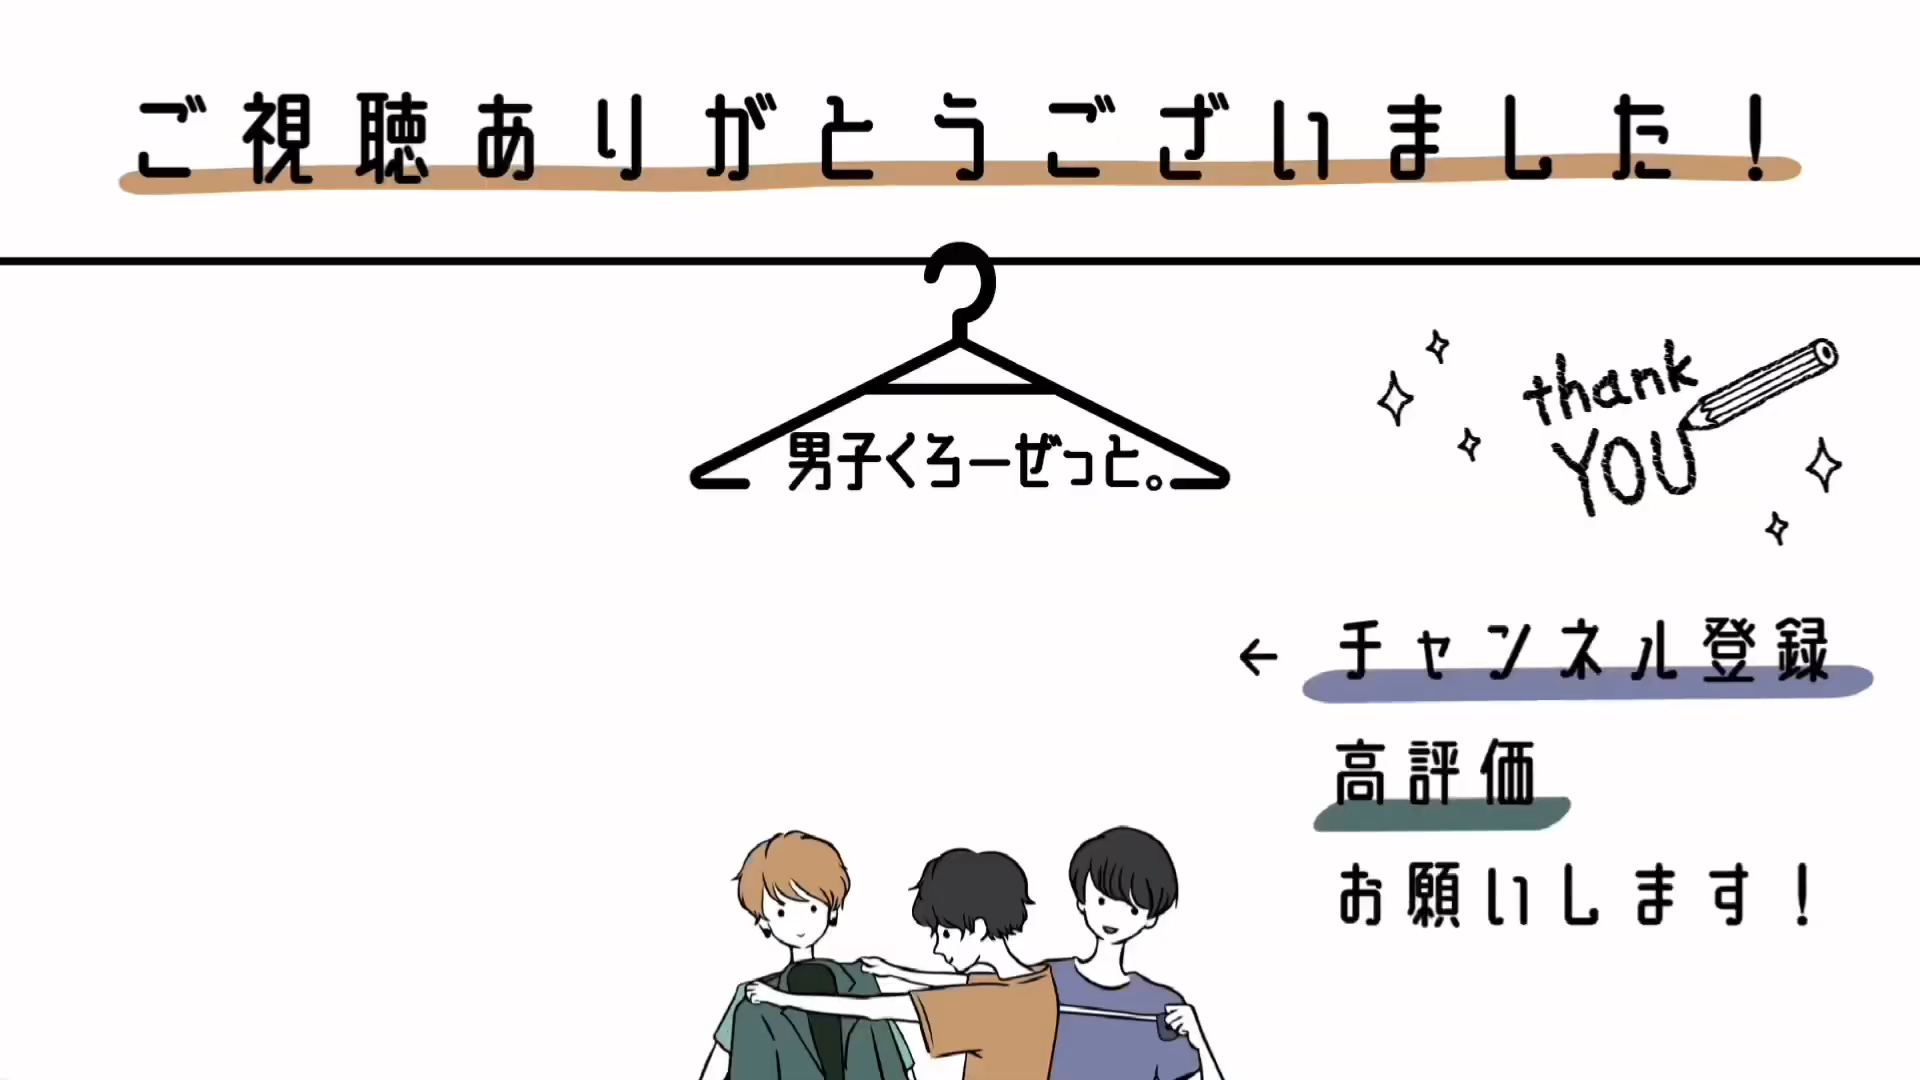 ご視聴ありがとうございました！
男子くろーぜっと。
thank
YOU
← チャンネル登録
高評価
お願いします！